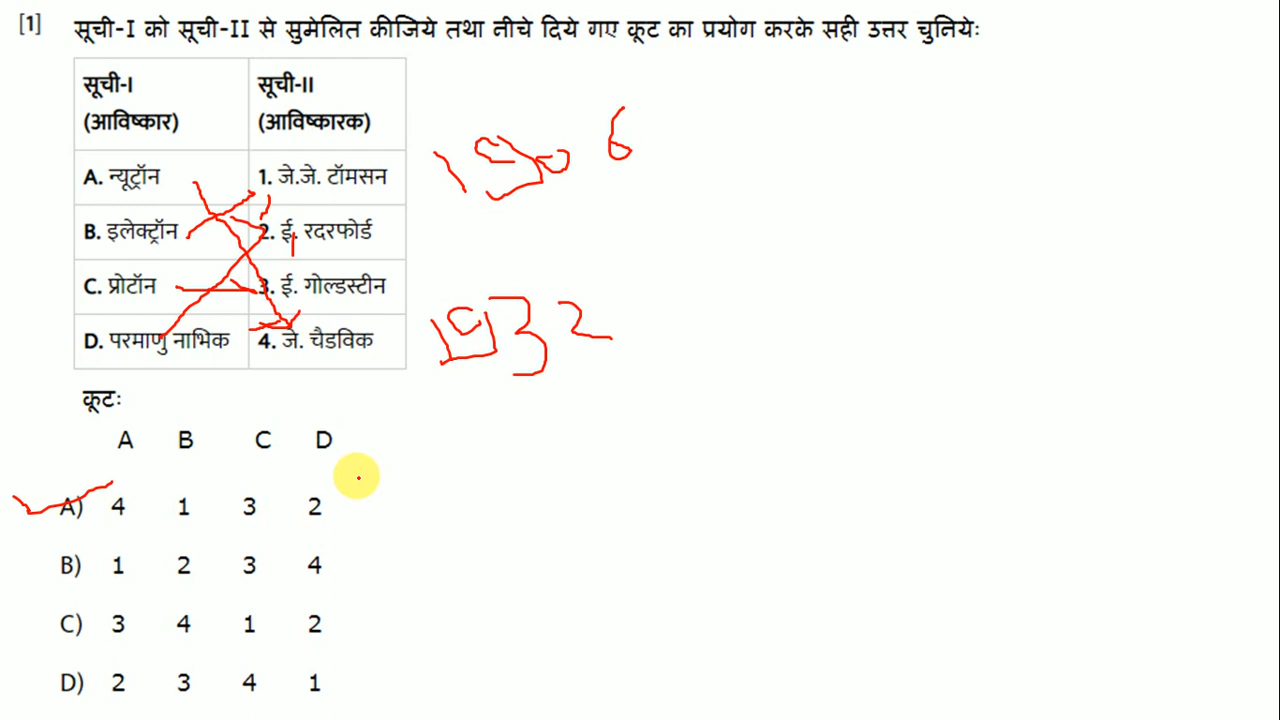 [1] सूची-I को सूची-II से सुमेलित कीजिये तथा नीचे दिये गए कूट का प्रयोग करके सही उत्तर चुनियेः
सूची-I सूची-II
(आविष्कार) (आविष्कारक)
A. न्यूट्रॉन 1. जे.जे. टॉमसन
B. इलेक्ट्रॉन 2. ई. रदरफोर्ड
C. प्रोटॉन 3. ई. गोल्डस्टीन
D. परमाणु नाभिक 4. जे. चैडविक
1906
1932
कूटः
A B C D
A) 4 1 3 2
B) 1 2 3 4
C) 3 4 1 2
D) 2 3 4 1